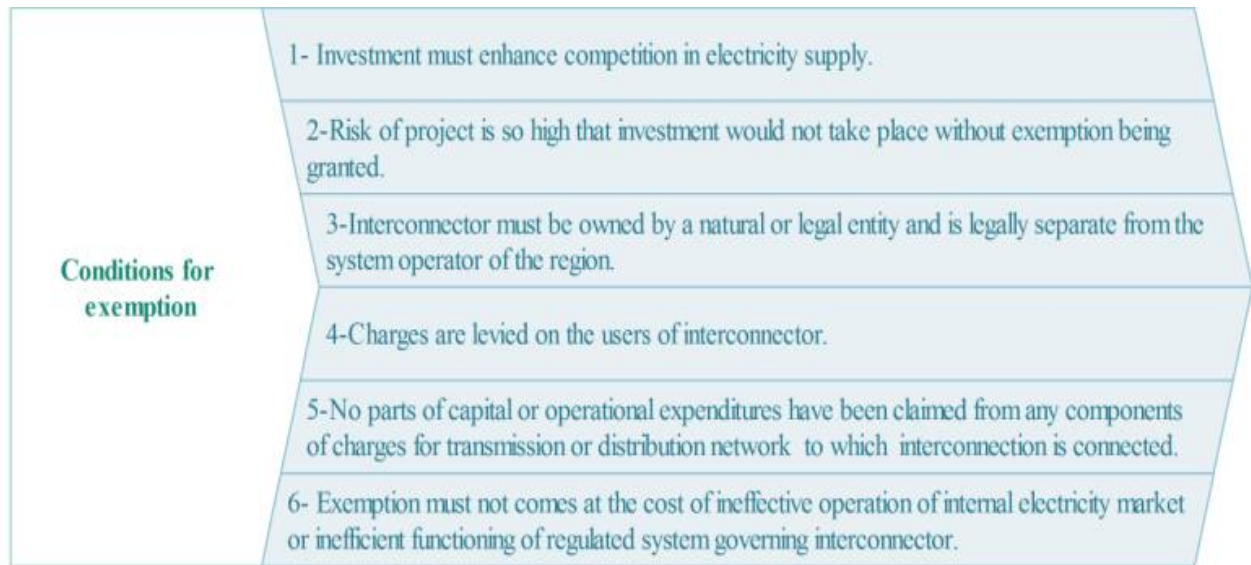 Conditions for
exemption
1- Investment must enhance competition in electricity supply.
2-Risk of project is so high that investment would not take place without exemption being
granted.
3-Interconnector must be owned by a natural or legal entity and is legally separate from the
system operator of the region.
4-Charges are levied on the users of interconnector.
5-No parts of capital or operational expenditures have been claimed from any components
of charges for transmission or distribution network to which interconnection is connected.
6- Exemption must not comes at the cost of ineffective operation of internal electricity market
or inefficient functioning of regulated system governing interconnector.